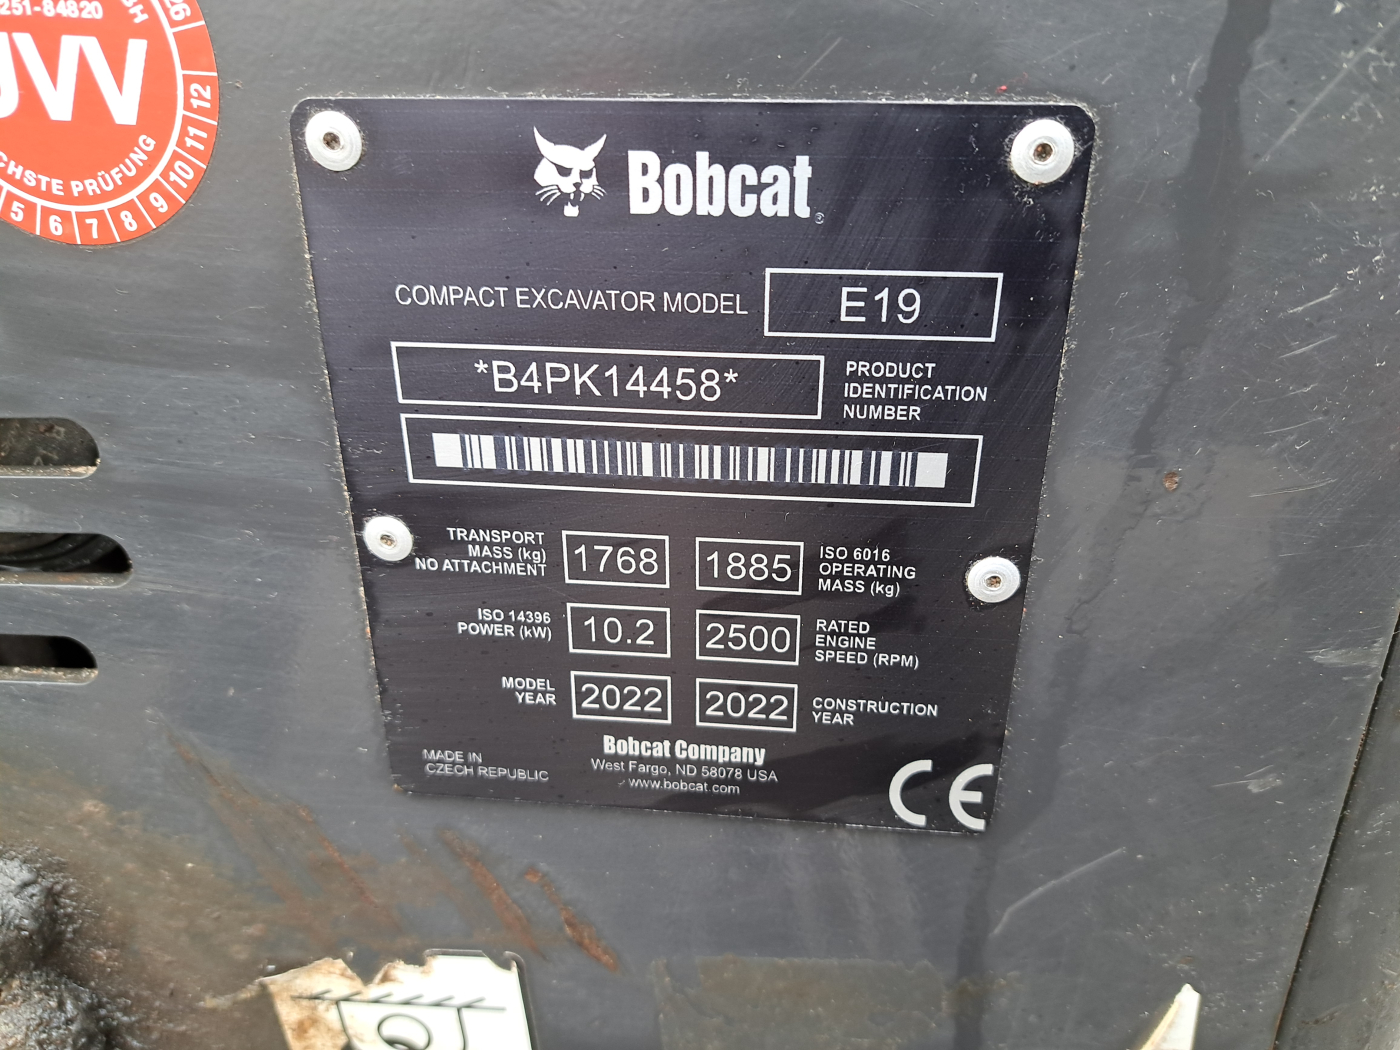 251-84820
UVV
NÄCHSTE PRÜFUNG
5 6 7 8 9 10 11 12
26
Bobcat®
COMPACT EXCAVATOR MODEL E19
*B4PK14458*
PRODUCT
IDENTIFICATION
NUMBER
TRANSPORT
MASS (kg)
NO ATTACHMENT
1768
1885
ISO 6016
OPERATING
MASS (kg)
ISO 14396
POWER (kW)
10.2
2500
RATED
ENGINE
SPEED (RPM)
MODEL
YEAR
2022
2022
CONSTRUCTION
YEAR
MADE IN
CZECH REPUBLIC
Bobcat Company
West Fargo, ND 58078 USA
www.bobcat.com
CE